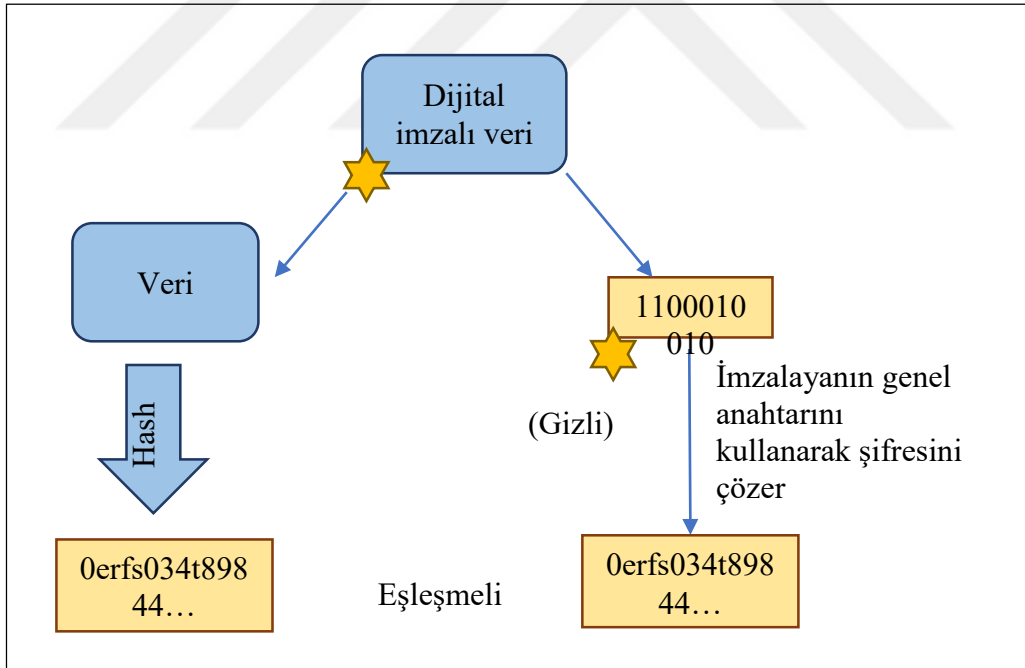 Dijital
imzalı veri
Veri
1100010
010
Hash
(Gizli)
İmzalayanın genel
anahtarını
kullanarak şifresini
çözer
0erfs034t898
44…
Eşleşmeli
0erfs034t898
44…